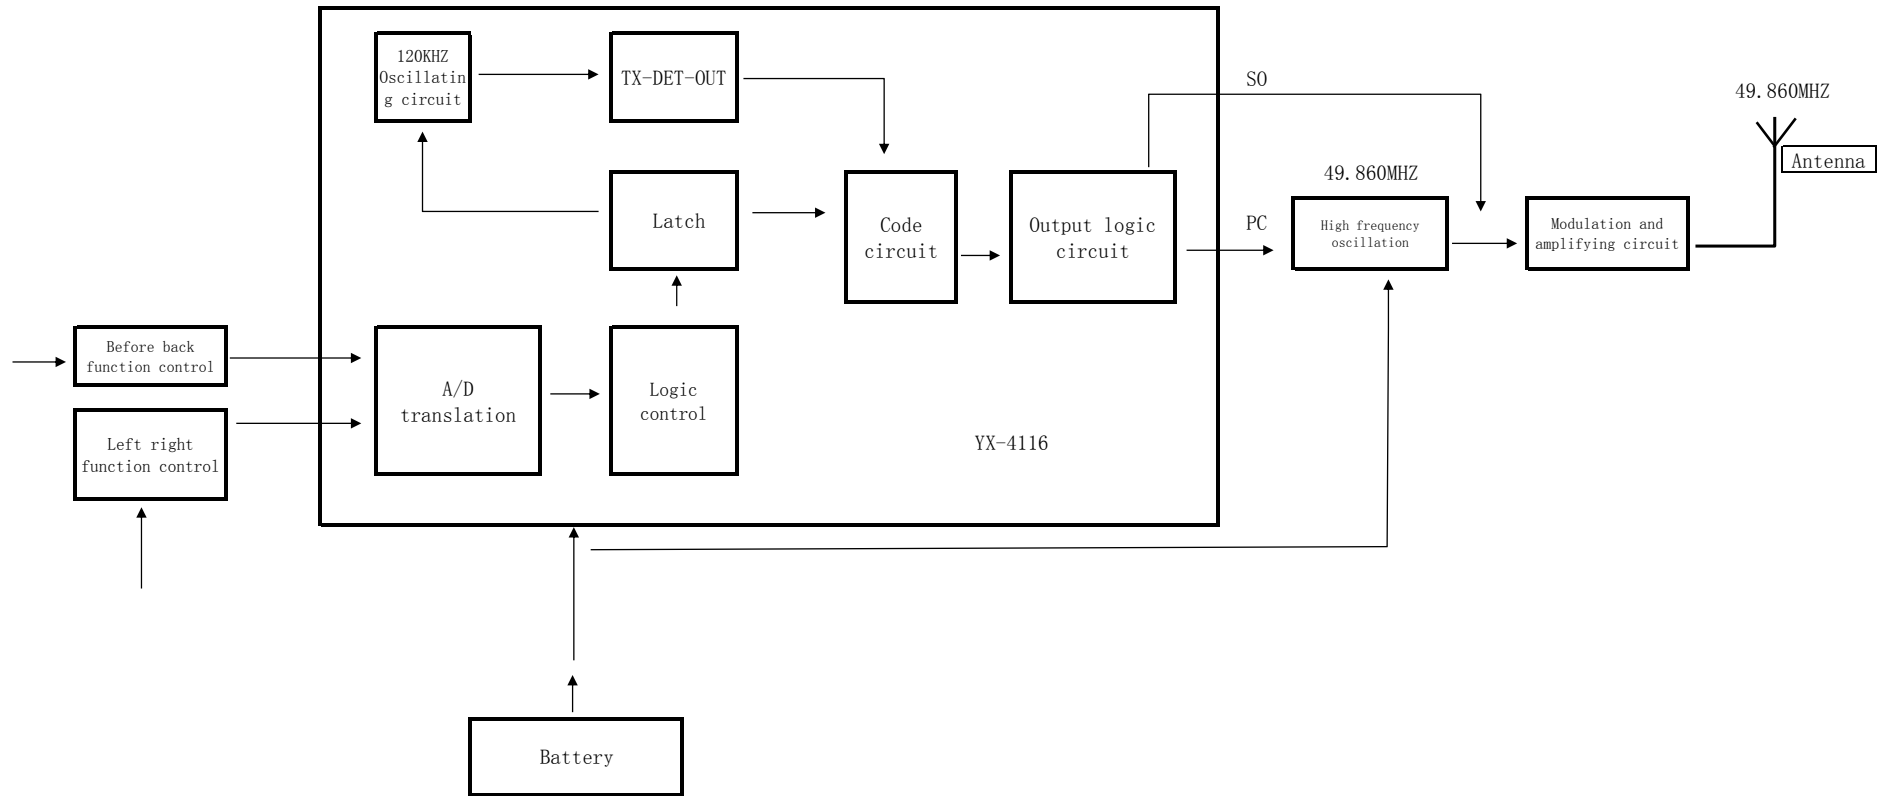 120KHZ
Oscillatin
g circuit
TX-DET-OUT
SO
49.860MHZ
Antenna
49.860MHZ
Latch
Code
circuit
Output logic
circuit
PC
High frequency
oscillation
Modulation and
amplifying circuit
Before back
function control
A/D
translation
Logic
control
Left right
function control
YX-4116
Battery